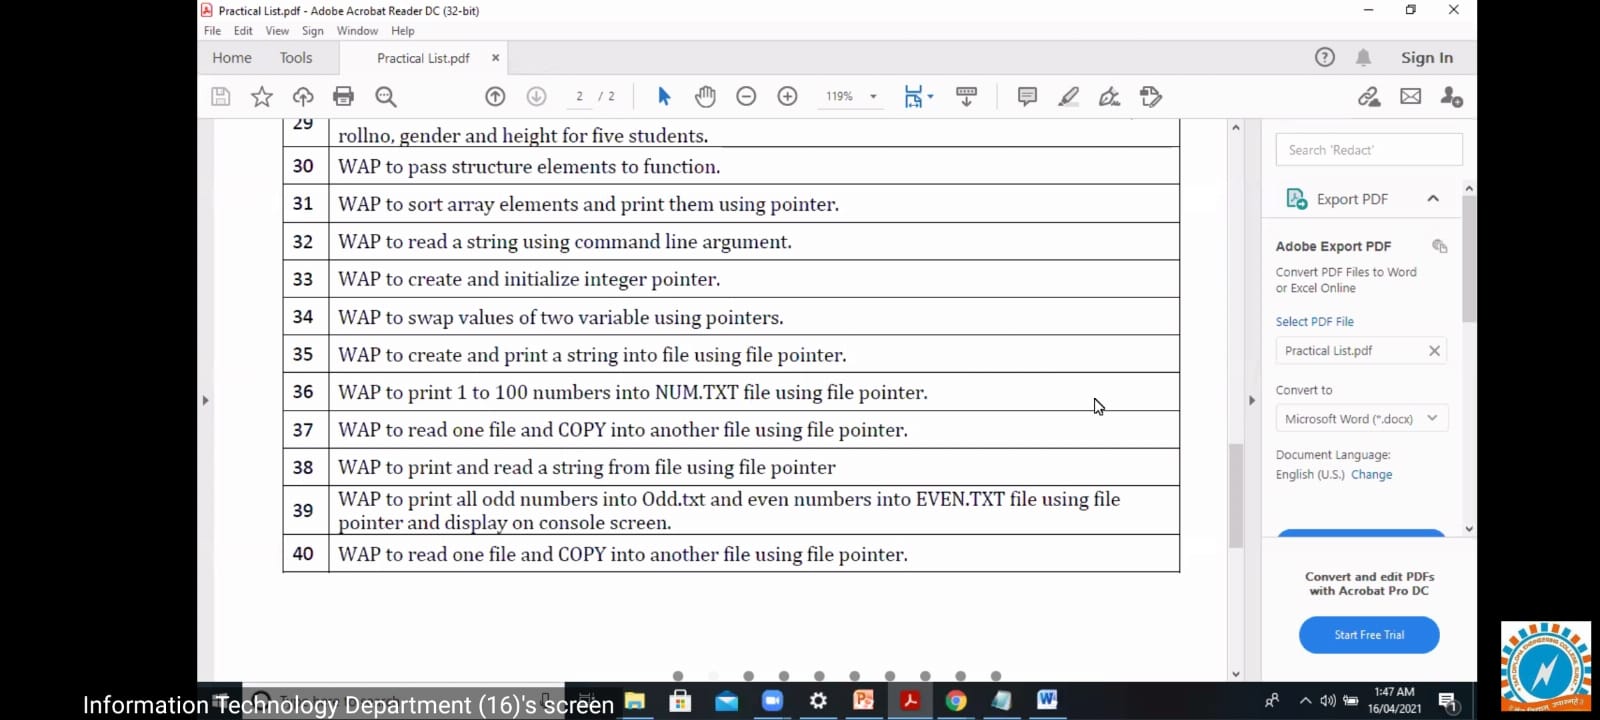 Practical List.pdf - Adobe Acrobat Reader DC (32-bit)
File Edit View Sign Window Help
Home Tools Practical List.pdf × Sign In
2 / 2 119%
29 rollno, gender and height for five students.
30 WAP to pass structure elements to function.
31 WAP to sort array elements and print them using pointer.
32 WAP to read a string using command line argument.
33 WAP to create and initialize integer pointer.
34 WAP to swap values of two variable using pointers.
35 WAP to create and print a string into file using file pointer.
36 WAP to print 1 to 100 numbers into NUM.TXT file using file pointer.
37 WAP to read one file and COPY into another file using file pointer.
38 WAP to print and read a string from file using file pointer
39 WAP to print all odd numbers into Odd.txt and even numbers into EVEN.TXT file using file
pointer and display on console screen.
40 WAP to read one file and COPY into another file using file pointer.
Search 'Redact'
Export PDF
Adobe Export PDF
Convert PDF Files to Word
or Excel Online
Select PDF File
Practical List.pdf
Convert to
Microsoft Word (*.docx)
Document Language:
English (U.S.) Change
Convert and edit PDFs
with Acrobat Pro DC
Start Free Trial
Information Technology Department (16)'s screen
1:47 AM
16/04/2021